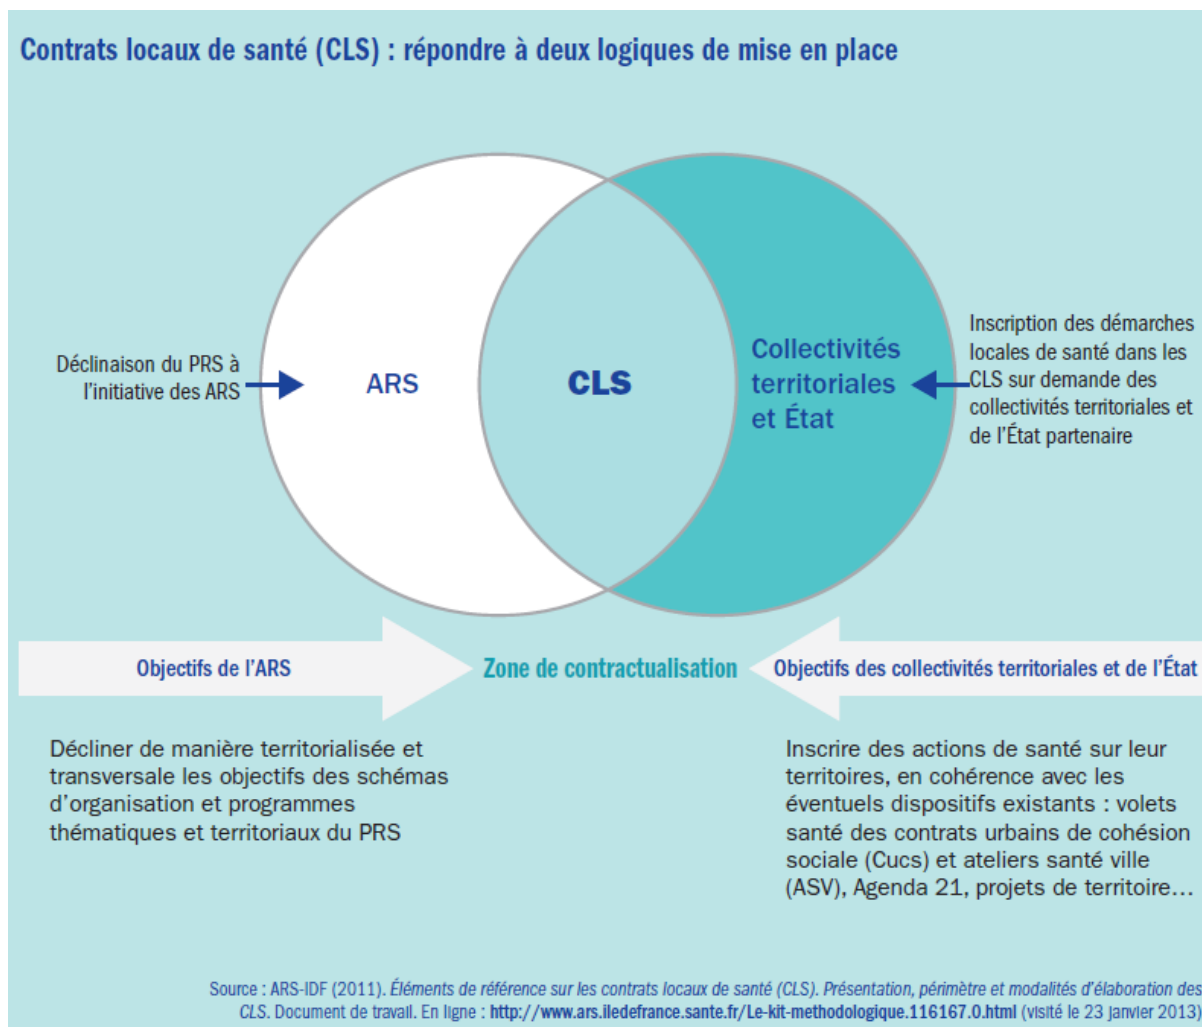 Contrats locaux de santé (CLS) : répondre à deux logiques de mise en place
Déclinaison du PRS à
l'initiative des ARS
ARS
CLS
Collectivités
territoriales
et État
Inscription des démarches
locales de santé dans les
CLS sur demande des
collectivités territoriales et
de l'État partenaire
Objectifs de l'ARS
Zone de contractualisation
Objectifs des collectivités territoriales et de l'État
Décliner de manière territorialisée et
transversale les objectifs des schémas
d'organisation et programmes
thématiques et territoriaux du PRS
Inscrire des actions de santé sur leur
territoires, en cohérence avec les
éventuels dispositifs existants : volets
santé des contrats urbains de cohésion
sociale (Cucs) et ateliers santé ville
(ASV), Agenda 21, projets de territoire...
Source : ARS-IDF (2011). Éléments de référence sur les contrats locaux de santé (CLS). Présentation, périmètre et modalités d'élaboration des
CLS. Document de travail. En ligne : http://www.ars.iledefrance.sante.fr/Le-kit-methodologique.116167.0.html (visité le 23 janvier 2013)